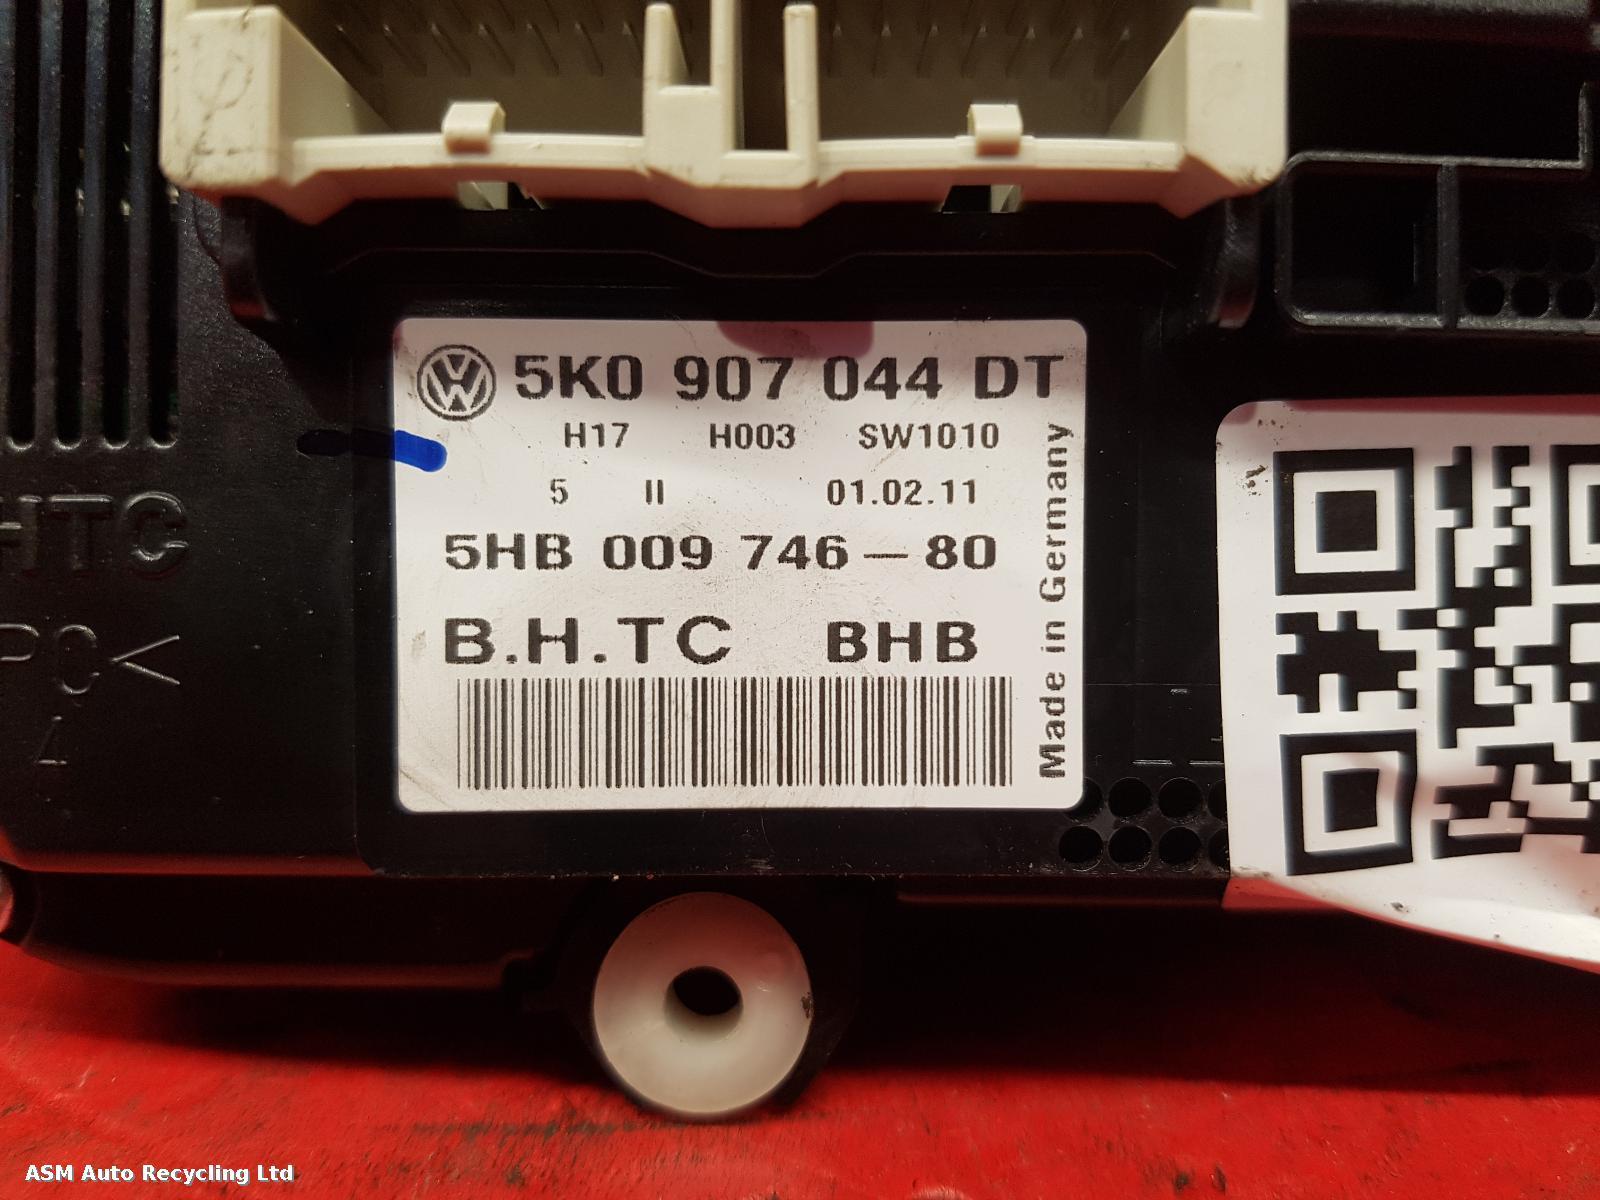 5K0 907 044 DT
H17 H003 SW1010
5 II 01.02.11
5HB 009 746 – 80
B.H.TC BHB
Made in Germany
HTC
PC<
ASM Auto Recycling Ltd